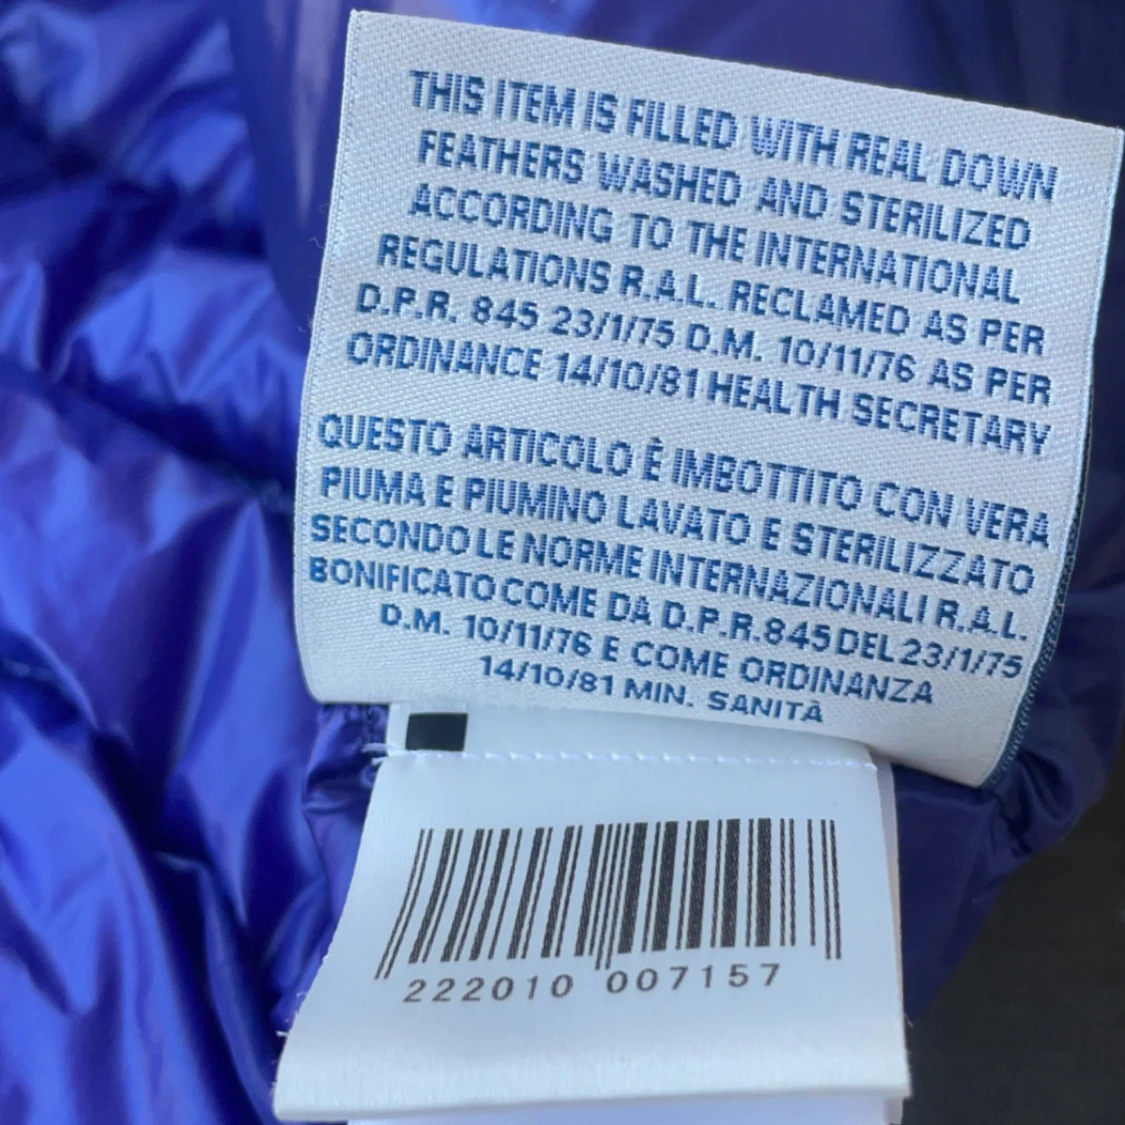 THIS ITEM IS FILLED WITH REAL DOWN
FEATHERS WASHED AND STERILIZED
ACCORDING TO THE INTERNATIONAL
REGULATIONS R.A.L. RECLAMED AS PER
D.P.R. 845 23/1/75 D.M. 10/11/76 AS PER
ORDINANCE 14/10/81 HEALTH SECRETARY
QUESTO ARTICOLO È IMBOTTITO CON VERA
PIUMA E PIUMINO LAVATO E STERILIZZATO
SECONDO LE NORME INTERNAZIONALI R.A.L.
BONIFICATO COME DA D.P.R. 845 DEL 23/1/75
D.M. 10/11/76 E COME ORDINANZA
14/10/81 MIN. SANITÀ
222010 007157